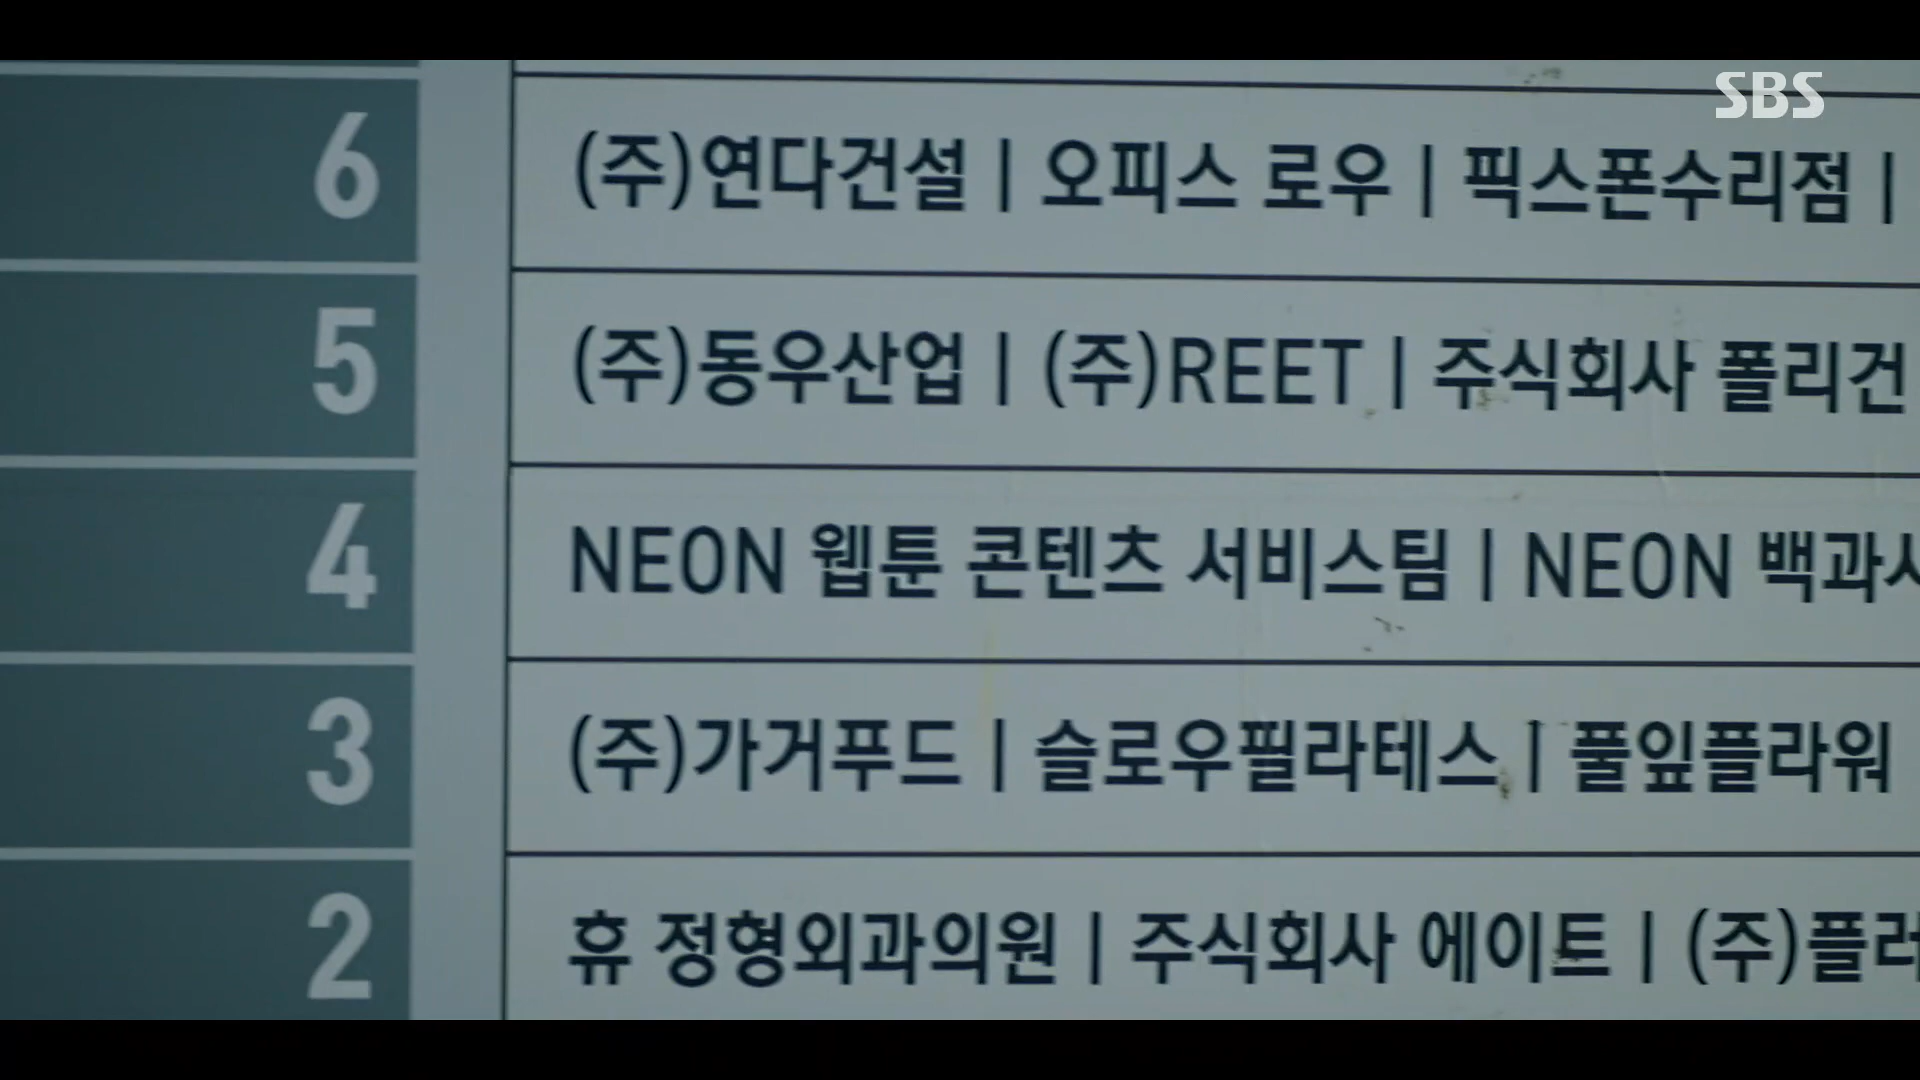 SBS
6 (주)연다건설 | 오피스 로우 | 픽스폰수리점 |
5 (주)동우산업 | (주)REET | 주식회사 폴리건
4 NEON 웹툰 콘텐츠 서비스팀 | NEON 백과
3 (주)가거푸드 | 슬로우필라테스 | 풀잎플라워
2 휴 정형외과의원 | 주식회사 에이트 | (주)플러